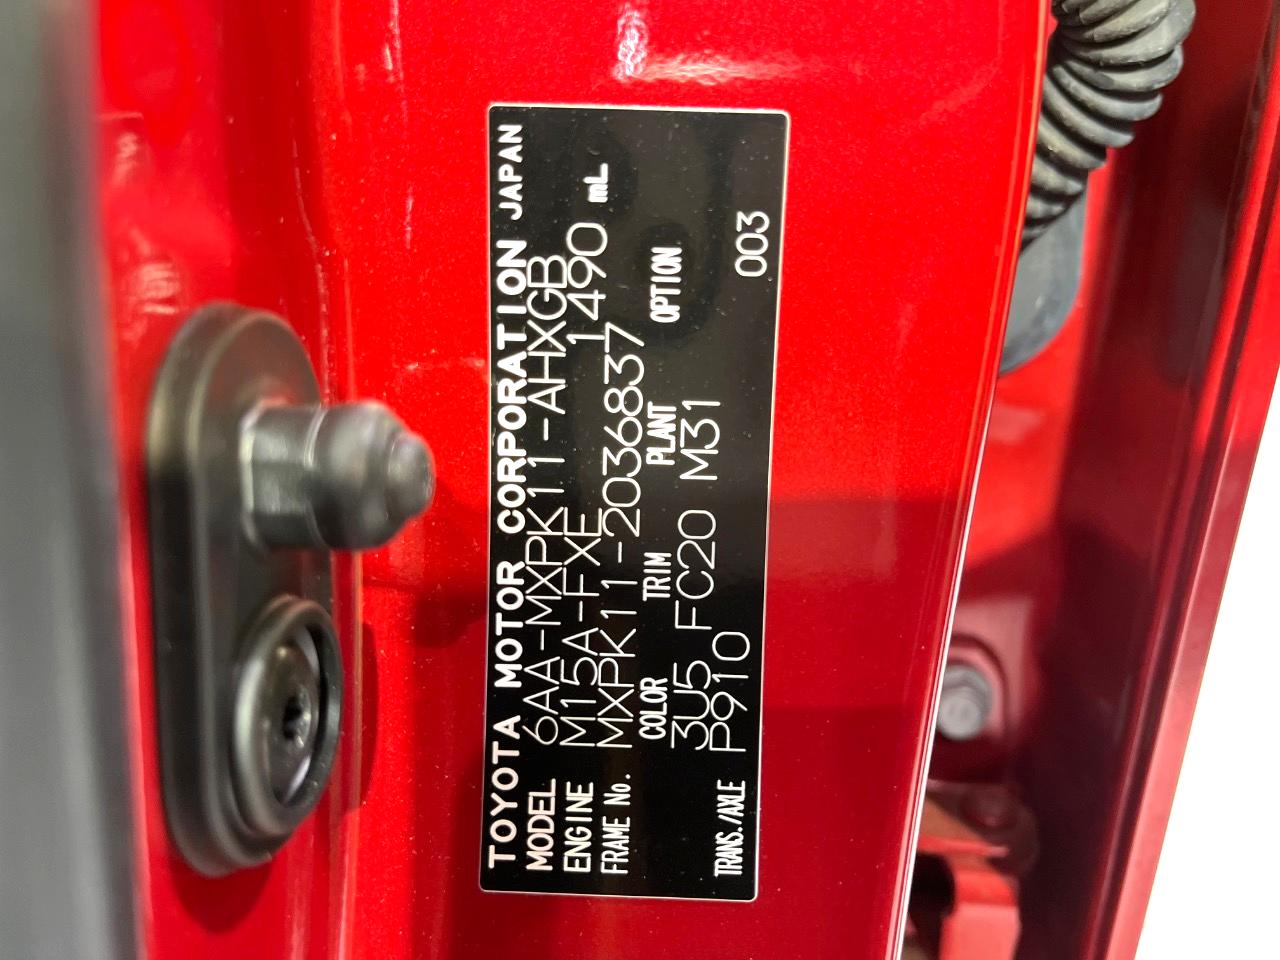 TOYOTA MOTOR CORPORATION JAPAN
MODEL 6AA-MXPK11-AHXGB
ENGINE M15A-FXE 1490 mL
FRAME No. MXPK11-2036837
COLOR TRIM PLANT OPTION
3U5 FC20 M31
TRANS./AXLE P910 003